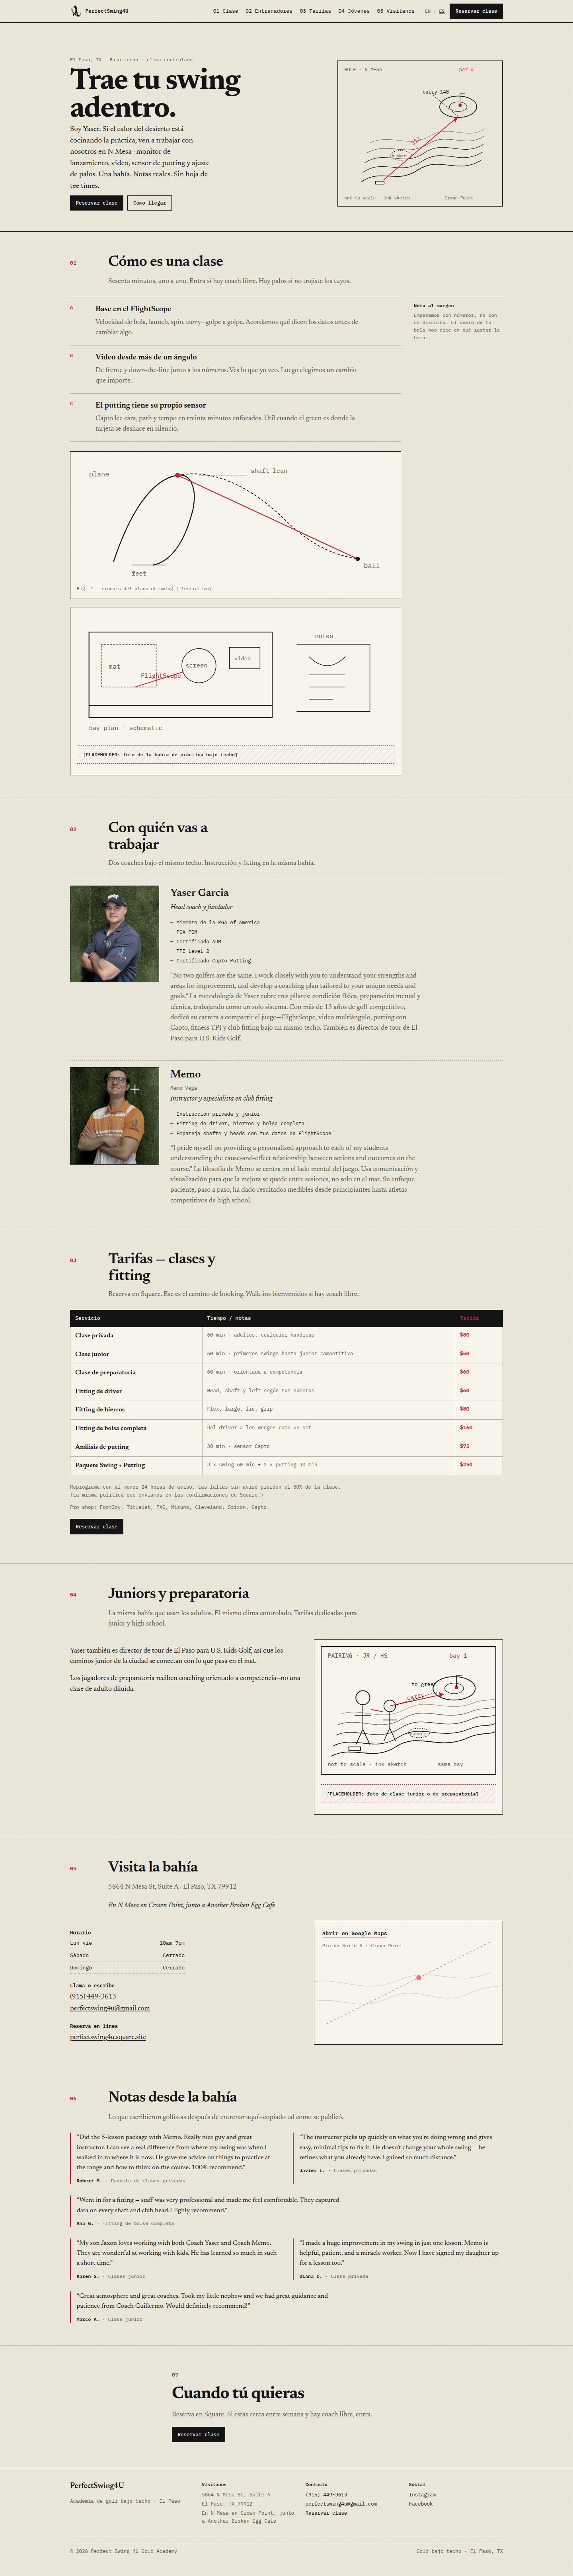 PerfectSwing4U
01 Clase 02 Entrenadores 03 Tarifas 04 Jóvenes 05 Visítanos EN | ES Reservar clase
El Paso, TX Bajo techo · clima controlado
Trae tu swing
adentro.
Soy Yaser. Si el calor del desierto está
cocinando la práctica, ven a trabajar con
nosotros en N Mesa—monitor de
lanzamiento, video, sensor de putting y ajuste
de palos. Una bahía. Notas reales. Sin hoja de
tee times.
Reservar clase Cómo llegar
HOLE · N MESA par 4
carry 148
312
bunker
not to scale · ink sketch Crown Point
01 Cómo es una clase
Sesenta minutos, uno a uno. Entra si hay coach libre. Hay palos si no trajiste los tuyos.
A Base en el FlightScope
Velocidad de bola, launch, spin, carry—golpe a golpe. Acordamos qué dicen los datos antes de
cambiar algo.
B Video desde más de un ángulo
De frente y down-the-line junto a los números. Ves lo que yo veo. Luego elegimos un cambio
que importe.
C El putting tiene su propio sensor
Capto lee cara, path y tempo en treinta minutos enfocados. Útil cuando el green es donde la
tarjeta se deshace en silencio.
Nota al margen
Empezamos con números, no con
un discurso. El vuelo de tu
bola nos dice en qué gastar la
hora.
plane
shaft lean
feet
ball
Fig. 1 — croquis del plano de swing (ilustrativo)
mat
FlightScope
screen
video
notes
bay plan · schematic
[PLACEHOLDER: foto de la bahía de práctica bajo techo]
02 Con quién vas a
trabajar
Dos coaches bajo el mismo techo. Instrucción y fitting en la misma bahía.
Yaser Garcia
Head coach y fundador
— Miembro de la PGA of America
— PGA PGM
— Certificado ADM
— TPI Level 2
— Certificado Capto Putting
"No two golfers are the same. I work closely with you to understand your strengths and
areas for improvement, and develop a coaching plan tailored to your unique needs and
goals." La metodología de Yaser cubre tres pilares: condición física, preparación mental y
técnica, trabajando como un solo sistema. Con más de 13 años de golf competitivo,
dedicó su carrera a compartir el juego—FlightScope, video multiángulo, putting con
Capto, fitness TPI y club fitting bajo un mismo techo. También es director de tour de El
Paso para U.S. Kids Golf.
Memo
Memo Vega
Instructor y especialista en club fitting
— Instrucción privada y junior
— Fitting de driver, hierros y bolsa completa
— Empareja shafts y heads con tus datos de FlightScope
"I pride myself on providing a personalized approach to each of my students —
understanding the cause-and-effect relationship between actions and outcomes on the
course." La filosofía de Memo se centra en el lado mental del juego. Usa comunicación y
visualización para que la mejora se quede entre sesiones, no solo en el mat. Su enfoque
paciente, paso a paso, ha dado resultados medibles desde principiantes hasta atletas
competitivos de high school.
03 Tarifas — clases y
fitting
Reserva en Square. Ese es el camino de booking. Walk-ins bienvenidos si hay coach libre.
Servicio Tiempo / notas Tarifa
Clase privada 60 min · adultos, cualquier handicap $80
Clase junior 60 min · primeros swings hasta junior competitivo $50
Clase de preparatoria 60 min · orientada a competencia $60
Fitting de driver Head, shaft y loft según tus números $60
Fitting de hierros Flex, largo, lie, grip $80
Fitting de bolsa completa Del driver a los wedges como un set $160
Análisis de putting 30 min · sensor Capto $75
Paquete Swing + Putting 3 × swing 60 min + 2 × putting 30 min $250
Reprograma con al menos 24 horas de aviso. Las faltas sin aviso pierden el 50% de la clase.
(La misma política que enviamos en las confirmaciones de Square.)
Pro shop: FootJoy, Titleist, PXG, Mizuno, Cleveland, Srixon, Capto.
Reservar clase
04 Juniors y preparatoria
La misma bahía que usan los adultos. El mismo clima controlado. Tarifas dedicadas para
junior y high school.
Yaser también es director de tour de El Paso para U.S. Kids Golf, así que los
caminos junior de la ciudad se conectan con lo que pasa en el mat.
Los jugadores de preparatoria reciben coaching orientado a competencia—no una
clase de adulto diluida.
PAIRING · JR / HS bay 1
to green
carry
bunker
not to scale · ink sketch same bay
[PLACEHOLDER: foto de clase junior o de preparatoria]
05 Visita la bahía
5864 N Mesa St, Suite A · El Paso, TX 79912
En N Mesa en Crown Point, junto a Another Broken Egg Cafe
Horario
Lun–vie 10am–7pm
Sábado Cerrado
Domingo Cerrado
Llama o escribe
(915) 449-3613
perfectswing4u@gmail.com
Reserva en línea
perfectswing4u.square.site
Abrir en Google Maps
Pin de Suite A · Crown Point
06 Notas desde la bahía
Lo que escribieron golfistas después de entrenar aquí—copiado tal como se publicó.
"Did the 5-lesson package with Memo. Really nice guy and great
instructor. I can see a real difference from where my swing was when I
walked in to where it is now. He gave me advice on things to practice at
the range and how to think on the course. 100% recommend."
Robert M. · Paquete de clases privadas
"The instructor picks up quickly on what you're doing wrong and gives
easy, minimal tips to fix it. He doesn't change your whole swing — he
refines what you already have. I gained so much distance."
Javier L. · Clases privadas
"Went in for a fitting — staff was very professional and made me feel comfortable. They captured
data on every shaft and club head. Highly recommend."
Ana G. · Fitting de bolsa completa
"My son Jaxon loves working with both Coach Yaser and Coach Memo.
They are wonderful at working with kids. He has learned so much in such
a short time."
Karen S. · Clases junior
"I made a huge improvement in my swing in just one lesson. Memo is
helpful, patient, and a miracle worker. Now I have signed my daughter up
for a lesson too."
Diana C. · Clase privada
"Great atmosphere and great coaches. Took my little nephew and we had great guidance and
patience from Coach Guillermo. Would definitely recommend!"
Marco A. · Clase junior
07
Cuando tú quieras
Reserva en Square. Si estás cerca entre semana y hay coach libre, entra.
Reservar clase
PerfectSwing4U
Academia de golf bajo techo · El Paso
Visítanos
5864 N Mesa St, Suite A
El Paso, TX 79912
En N Mesa en Crown Point, junto
a Another Broken Egg Cafe
Contacto
(915) 449-3613
perfectswing4u@gmail.com
Reservar clase
Social
Instagram
Facebook
© 2026 Perfect Swing 4U Golf Academy Golf bajo techo · El Paso, TX